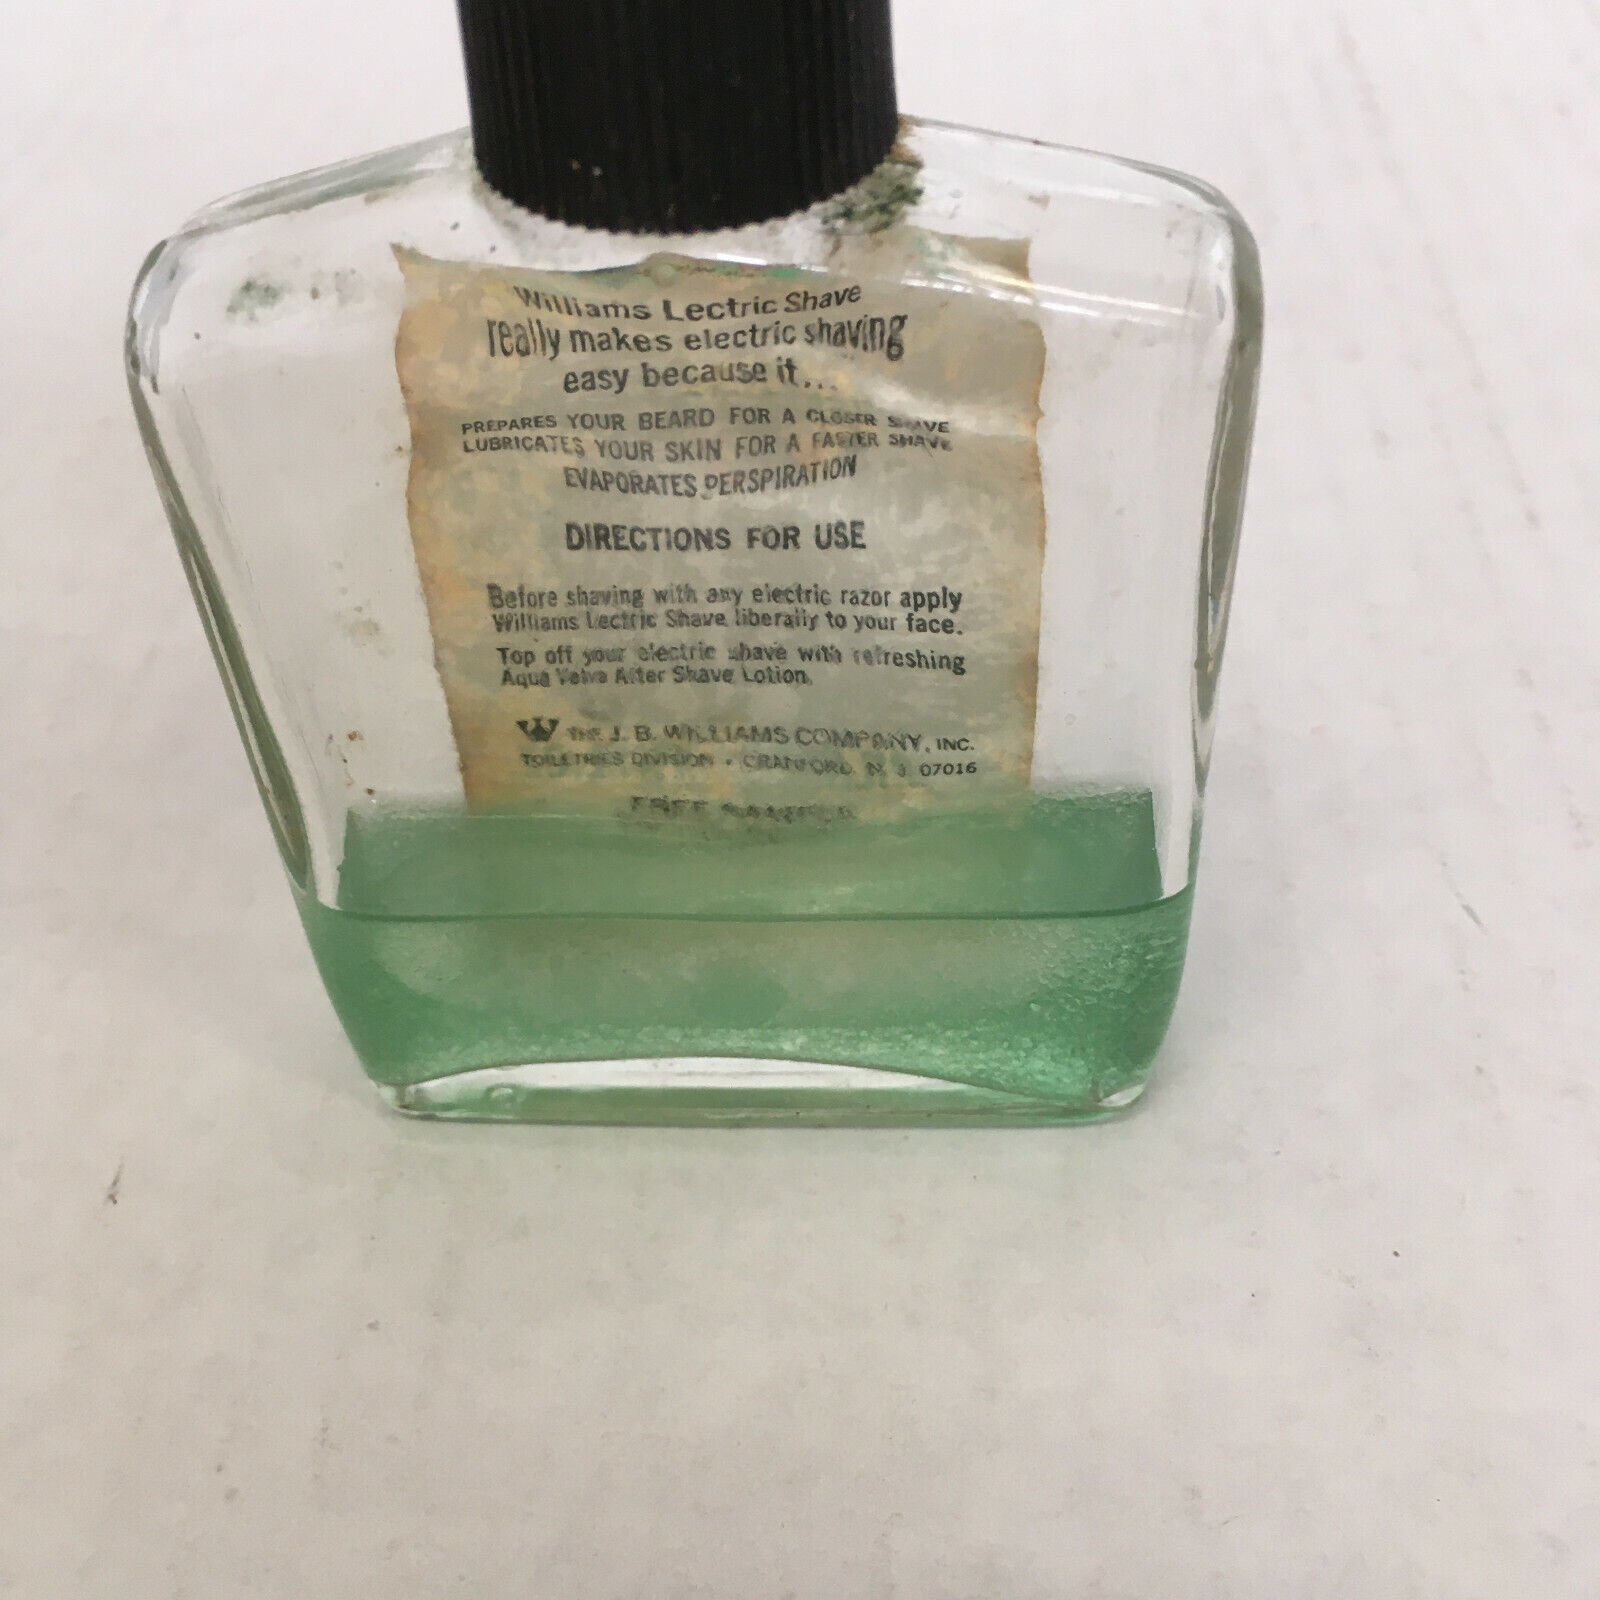 Williams Lectric Shave
really makes electric shaving
easy because it...
PREPARES YOUR BEARD FOR A CLOSER SHAVE
LUBRICATES YOUR SKIN FOR A FASTER SHAVE
EVAPORATES PERSPIRATION
DIRECTIONS FOR USE
Before shaving with any electric razor apply
Williams Lectric Shave liberally to your face.
Top off your electric shave with refreshing
Aqua Velva After Shave Lotion.
THE J. B. WILLIAMS COMPANY, INC.
TOILETRIES DIVISION • CRANFORD, N. J. 07016
FREE SAMPLE